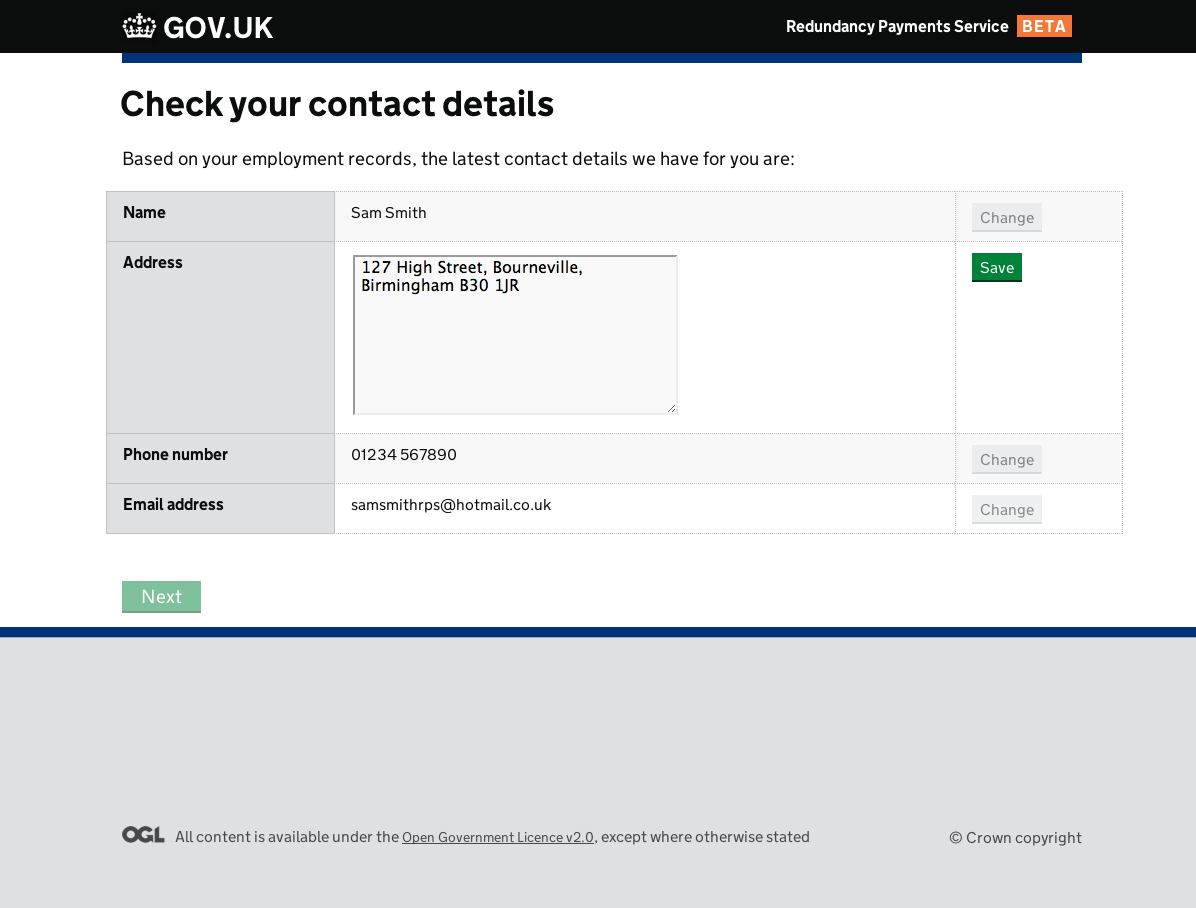 GOV.UK
Redundancy Payments Service BETA
Check your contact details
Based on your employment records, the latest contact details we have for you are:
Name Sam Smith Change
Address 127 High Street, Bourneville, Save
Birmingham B30 1JR
Phone number 01234 567890 Change
Email address samsmithrps@hotmail.co.uk Change
Next
OGL All content is available under the Open Government Licence v2.0, except where otherwise stated
© Crown copyright